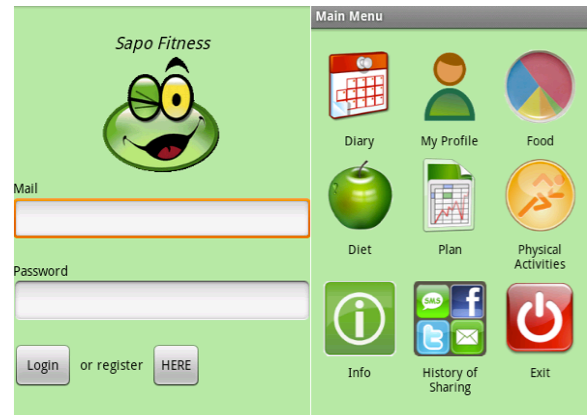 Sapo Fitness
Mail
Password
Login or register HERE
Main Menu
Diary My Profile Food
Diet Plan Physical
Activities
SMS
Info History of Exit
Sharing